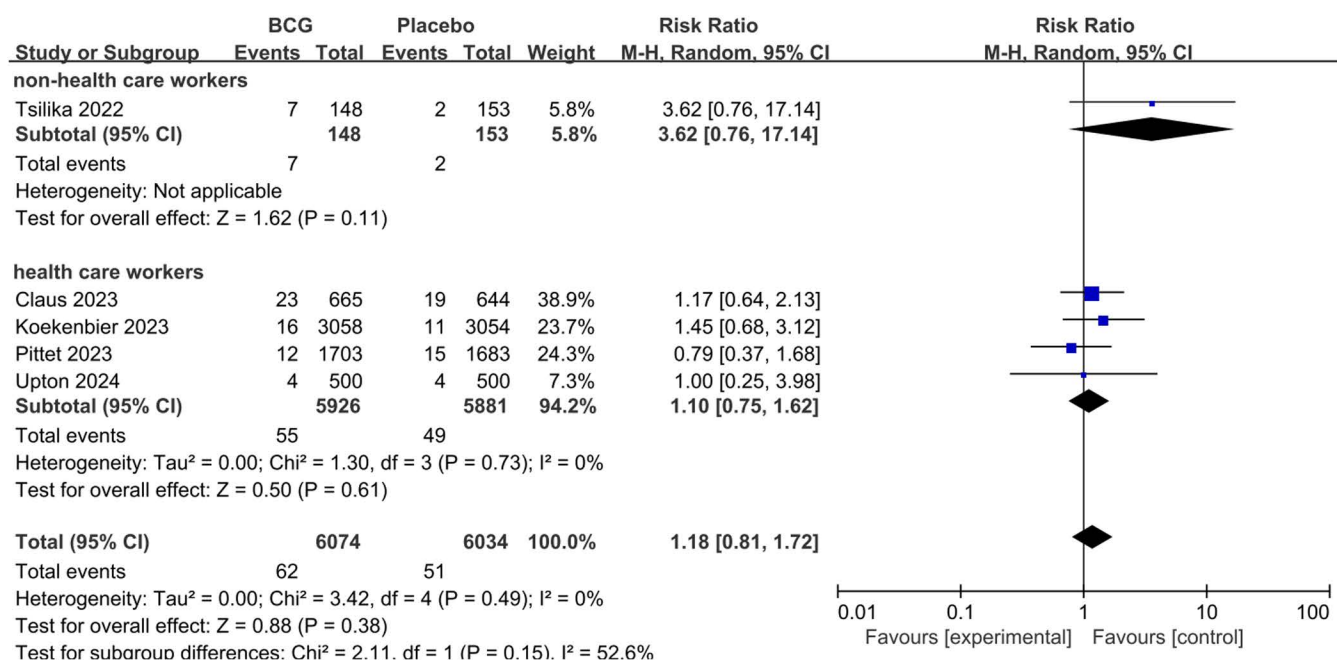 BCG Placebo Risk Ratio Risk Ratio
Study or Subgroup Events Total Events Total Weight M-H, Random, 95% CI M-H, Random, 95% CI
non-health care workers
Tsilika 2022 7 148 2 153 5.8% 3.62 [0.76, 17.14]
Subtotal (95% CI) 148 153 5.8% 3.62 [0.76, 17.14]
Total events 7 2
Heterogeneity: Not applicable
Test for overall effect: Z = 1.62 (P = 0.11)
health care workers
Claus 2023 23 665 19 644 38.9% 1.17 [0.64, 2.13]
Koekenbier 2023 16 3058 11 3054 23.7% 1.45 [0.68, 3.12]
Pittet 2023 12 1703 15 1683 24.3% 0.79 [0.37, 1.68]
Upton 2024 4 500 4 500 7.3% 1.00 [0.25, 3.98]
Subtotal (95% CI) 5926 5881 94.2% 1.10 [0.75, 1.62]
Total events 55 49
Heterogeneity: Tau² = 0.00; Chi² = 1.30, df = 3 (P = 0.73); I² = 0%
Test for overall effect: Z = 0.50 (P = 0.61)
Total (95% CI) 6074 6034 100.0% 1.18 [0.81, 1.72]
Total events 62 51
Heterogeneity: Tau² = 0.00; Chi² = 3.42, df = 4 (P = 0.49); I² = 0%
Test for overall effect: Z = 0.88 (P = 0.38)
Test for subgroup differences: Chi² = 2.11, df = 1 (P = 0.15), I² = 52.6%
0.01 0.1 1 10 100
Favours [experimental] Favours [control]